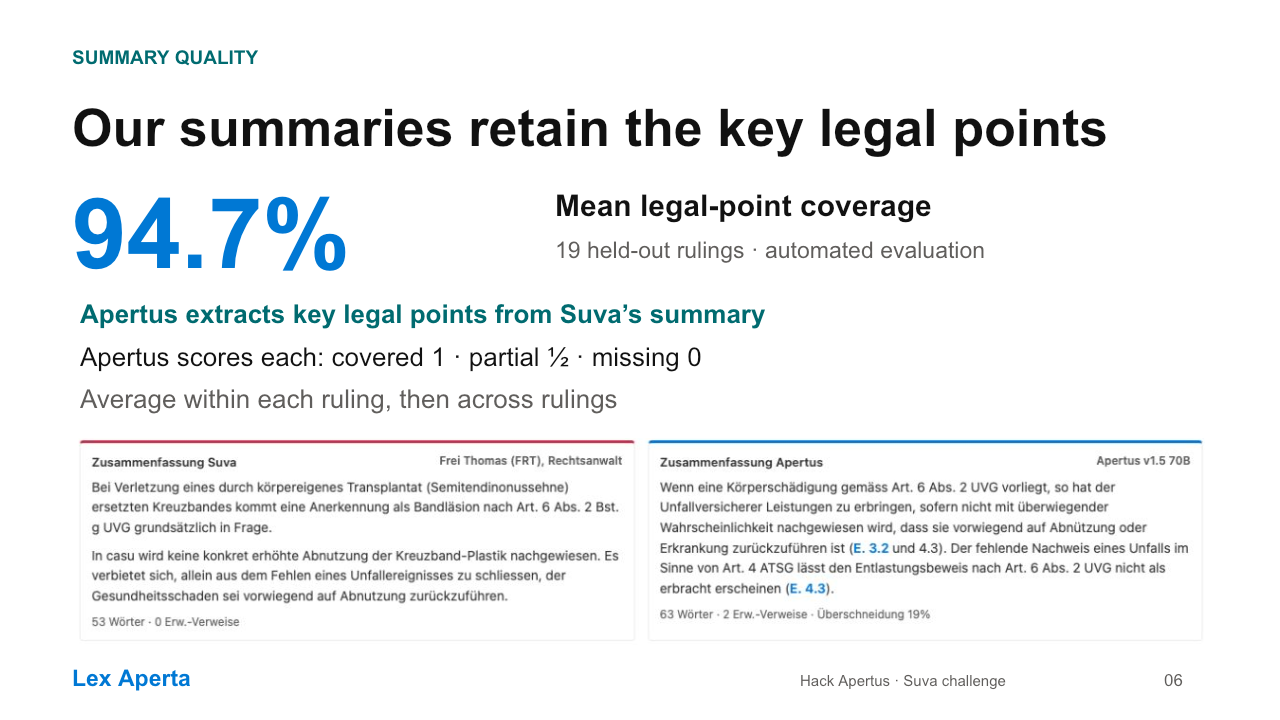 SUMMARY QUALITY
Our summaries retain the key legal points
94.7%
Mean legal-point coverage
19 held-out rulings · automated evaluation
Apertus extracts key legal points from Suva’s summary
Apertus scores each: covered 1 · partial ½ · missing 0
Average within each ruling, then across rulings
Zusammenfassung Suva
Frei Thomas (FRT), Rechtsanwalt
Bei Verletzung eines durch körpereigenes Transplantat (Semitendinonussehne)
ersetzten Kreuzbandes kommt eine Anerkennung als Bandläsion nach Art. 6 Abs. 2 Bst.
g UVG grundsätzlich in Frage.
In casu wird keine konkret erhöhte Abnutzung der Kreuzband-Plastik nachgewiesen. Es
verbietet sich, allein aus dem Fehlen eines Unfallereignisses zu schliessen, der
Gesundheitsschaden sei vorwiegend auf Abnutzung zurückzuführen.
53 Wörter · 0 Erw.-Verweise
Zusammenfassung Apertus
Apertus v1.5 70B
Wenn eine Körperschädigung gemäss Art. 6 Abs. 2 UVG vorliegt, so hat der
Unfallversicherer Leistungen zu erbringen, sofern nicht mit überwiegender
Wahrscheinlichkeit nachgewiesen wird, dass sie vorwiegend auf Abnützung oder
Erkrankung zurückzuführen ist (E. 3.2 und 4.3). Der fehlende Nachweis eines Unfalls im
Sinne von Art. 4 ATSG lässt den Entlastungsbeweis nach Art. 6 Abs. 2 UVG nicht als
erbracht erscheinen (E. 4.3).
63 Wörter · 2 Erw.-Verweise · Überschneidung 19%
Lex Aperta
Hack Apertus · Suva challenge
06